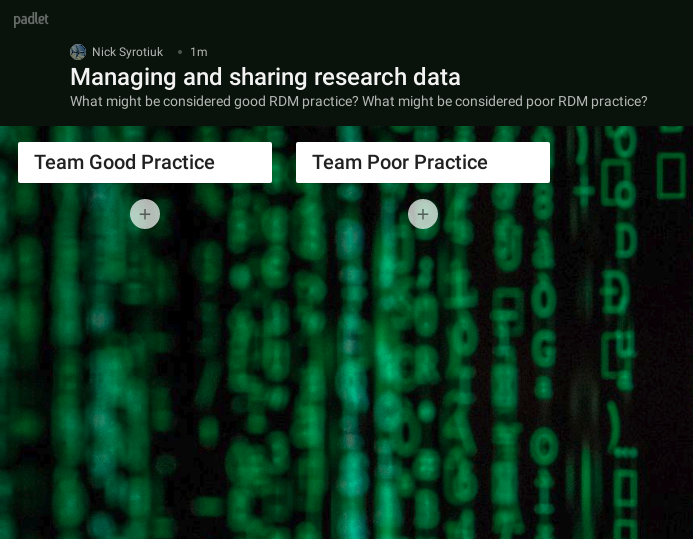 padlet
Nick Syrotiuk • 1m
Managing and sharing research data
What might be considered good RDM practice? What might be considered poor RDM practice?
Team Good Practice
Team Poor Practice
+
+